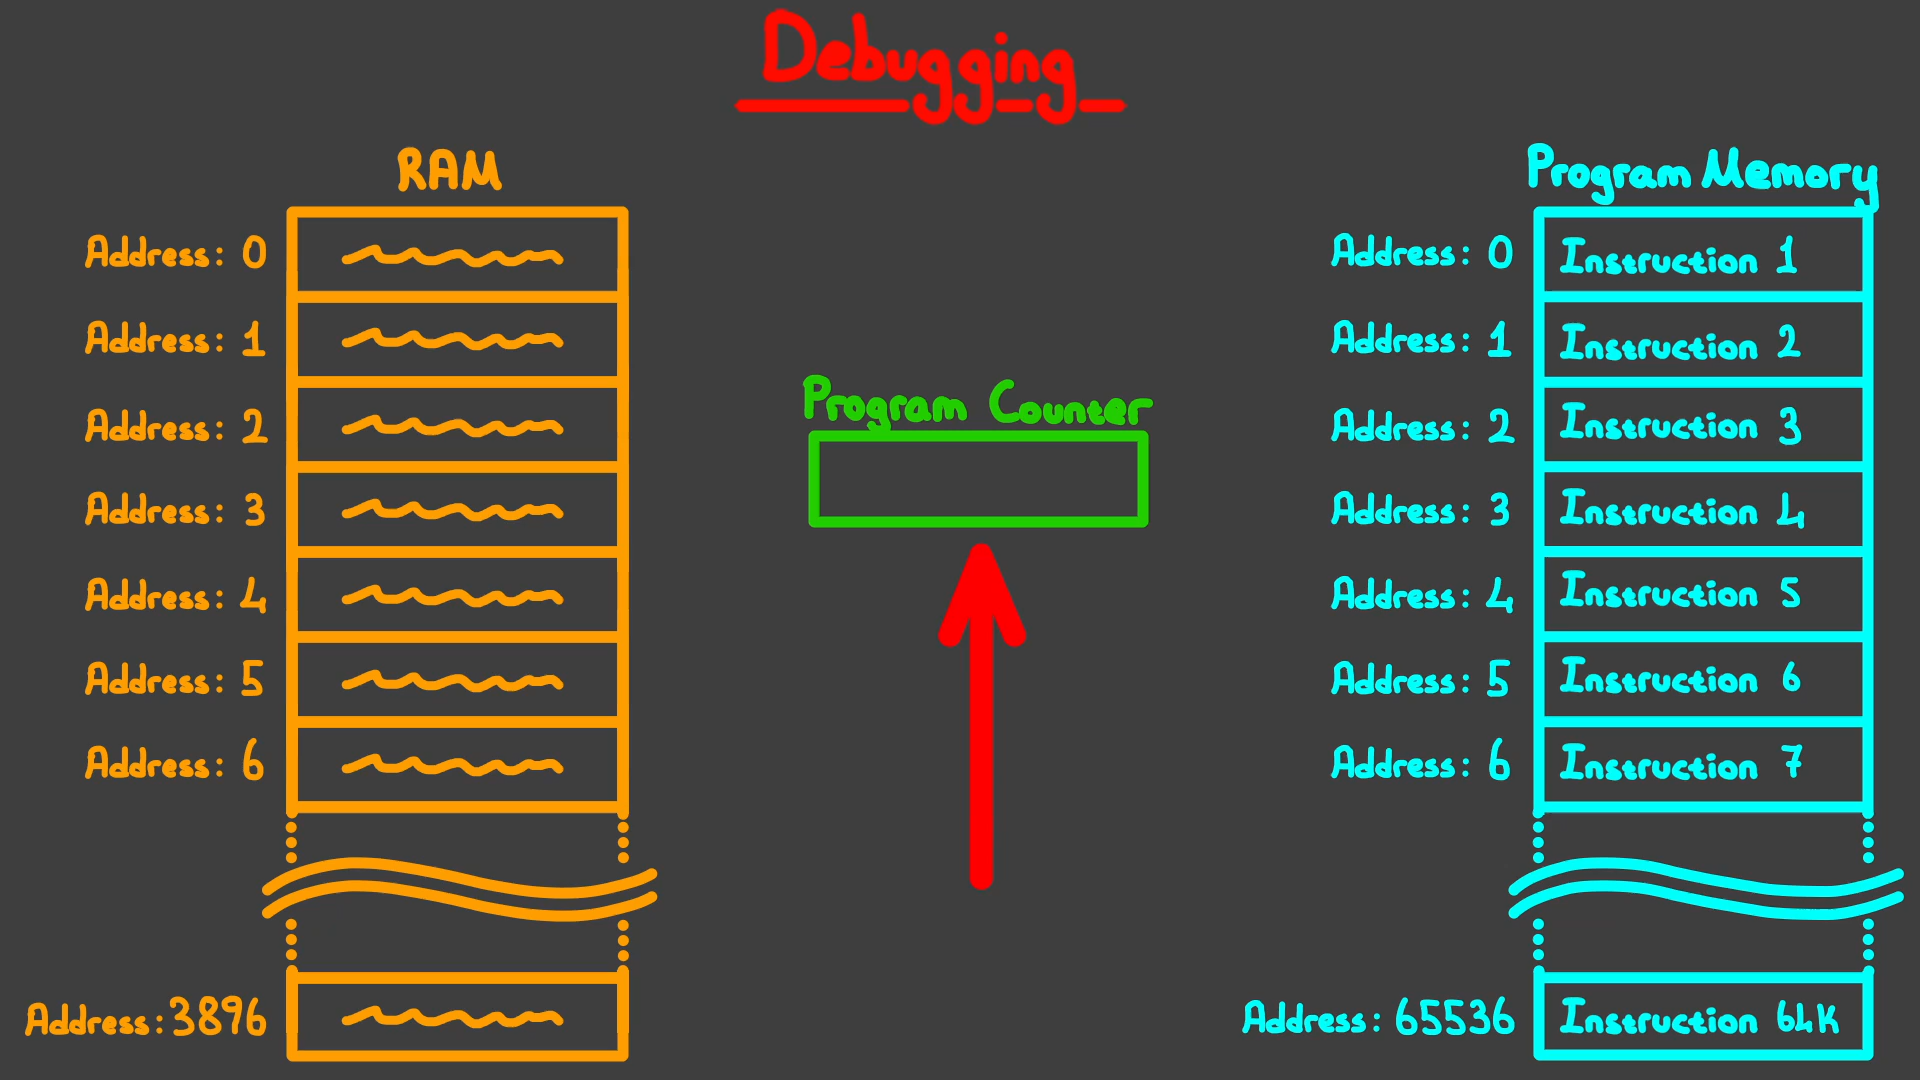 Debugging
RAM
Address: 0
Address: 1
Address: 2
Address: 3
Address: 4
Address: 5
Address: 6
Address: 3896
Program Counter
Program Memory
Address: 0 Instruction 1
Address: 1 Instruction 2
Address: 2 Instruction 3
Address: 3 Instruction 4
Address: 4 Instruction 5
Address: 5 Instruction 6
Address: 6 Instruction 7
Address: 65536 Instruction 64K